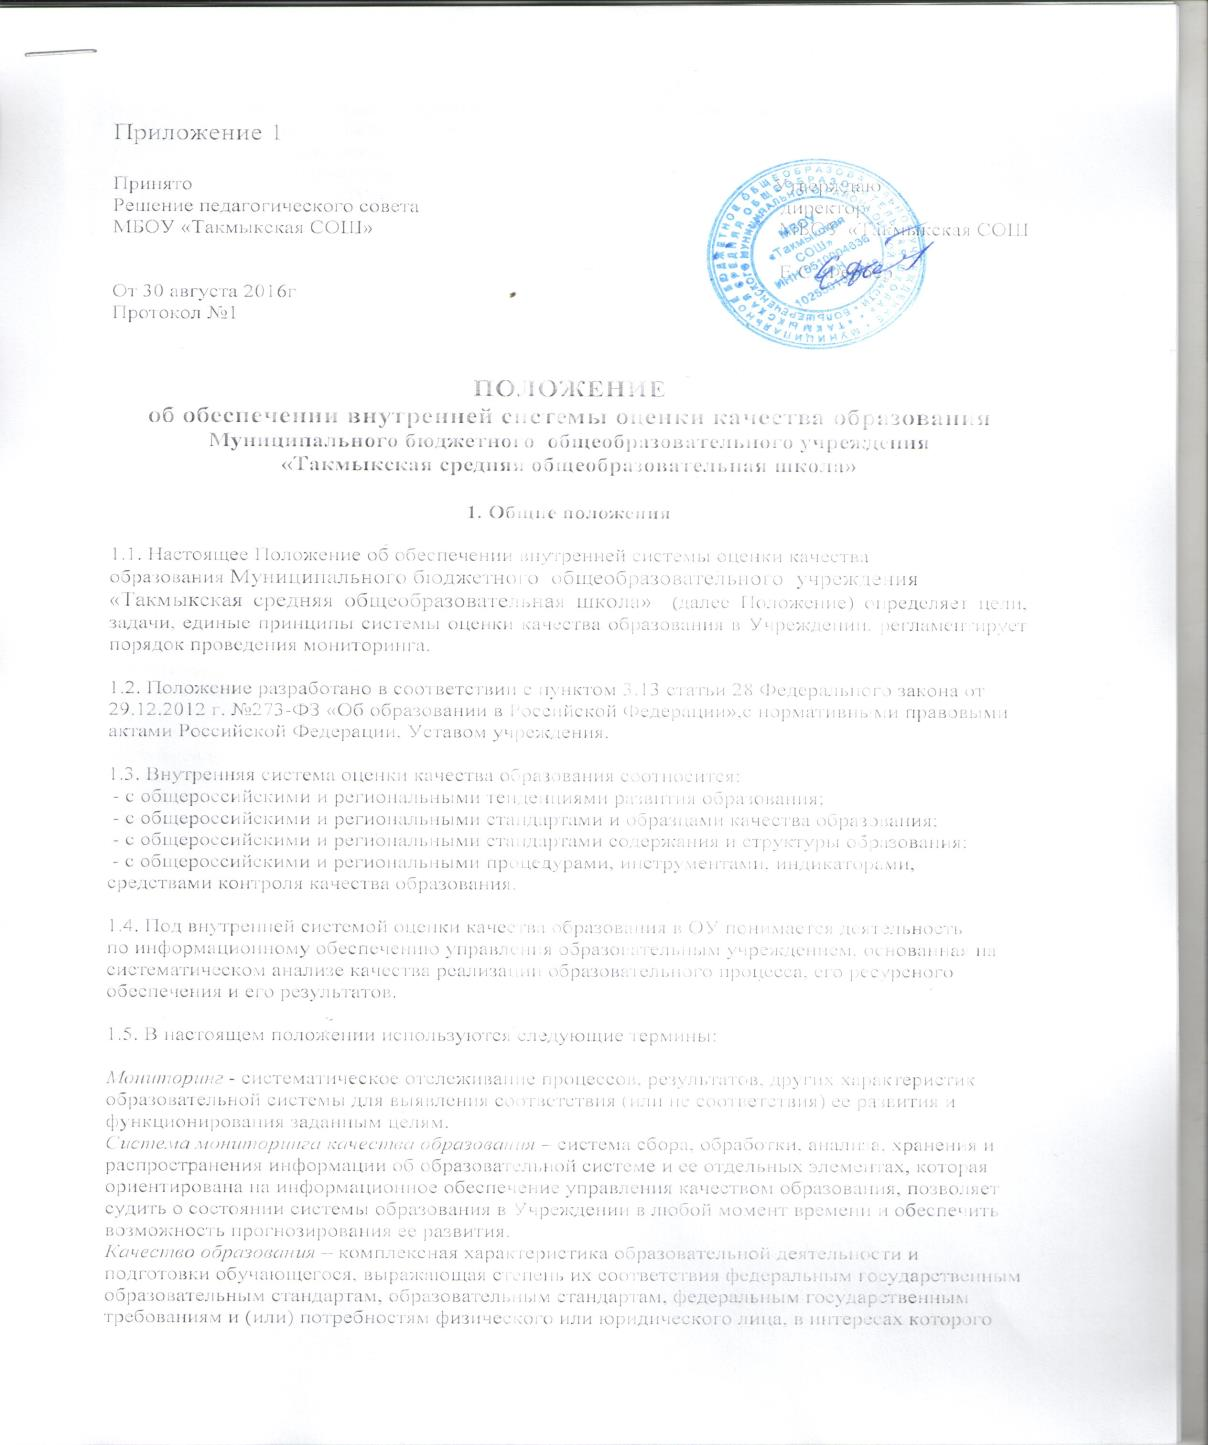 Приложение 1
Принято
Решение педагогического совета
МБОУ «Такмыкская СОШ»
От 30 августа 2016г
Протокол №1
Утверждаю
директор
МБОУ «Такмыкская СОШ
МБОУ
«Такмыкская
СОШ»
ПОЛОЖЕНИЕ
об обеспечении внутренней системы оценки качества образования
Муниципального бюджетного общеобразовательного учреждения
«Такмыкская средняя общеобразовательная школа»
1. Общие положения
1.1. Настоящее Положение об обеспечении внутренней системы оценки качества
образования Муниципального бюджетного общеобразовательного учреждения
«Такмыкская средняя общеобразовательная школа» (далее Положение) определяет цели,
задачи, единые принципы системы оценки качества образования в Учреждении, регламентирует
порядок проведения мониторинга.
1.2. Положение разработано в соответствии с пунктом 3.13 статьи 28 Федерального закона от
29.12.2012 г. №273-ФЗ «Об образовании в Российской Федерации»,с нормативными правовыми
актами Российской Федерации, Уставом учреждения.
1.3. Внутренняя система оценки качества образования соотносится:
- с общероссийскими и региональными тенденциями развития образования;
- с общероссийскими и региональными стандартами и образцами качества образования;
- с общероссийскими и региональными стандартами содержания и структуры образования;
- с общероссийскими и региональными процедурами, инструментами, индикаторами,
средствами контроля качества образования.
1.4. Под внутренней системой оценки качества образования в ОУ понимается деятельность
по информационному обеспечению управления образовательным учреждением, основанная на
систематическом анализе качества реализации образовательного процесса, его ресурсного
обеспечения и его результатов.
1.5. В настоящем положении используются следующие термины:
Мониторинг - систематическое отслеживание процессов, результатов, других характеристик
образовательной системы для выявления соответствия (или не соответствия) ее развития и
функционирования заданным целям.
Система мониторинга качества образования – система сбора, обработки, анализа, хранения и
распространения информации об образовательной системе и ее отдельных элементах, которая
ориентирована на информационное обеспечение управления качеством образования, позволяет
судить о состоянии системы образования в Учреждении в любой момент времени и обеспечить
возможность прогнозирования ее развития.
Качество образования – комплексная характеристика образовательной деятельности и
подготовки обучающегося, выражающая степень их соответствия федеральным государственным
образовательным стандартам, образовательным стандартам, федеральным государственным
требованиям и (или) потребностям физического или юридического лица, в интересах которого